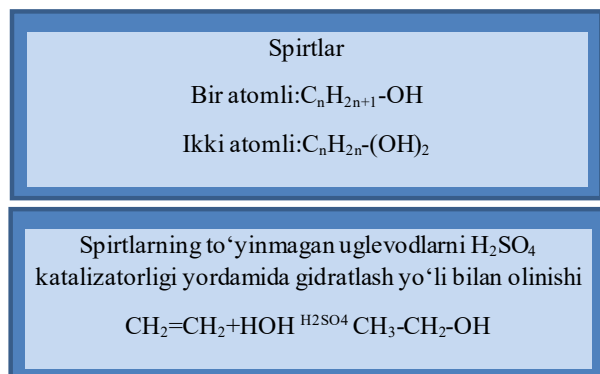 Spirtlar
Bir atomli:CₙH₂ₙ₊₁-OH
Ikki atomli:CₙH₂ₙ-(OH)₂
Spirtlarning to‘yinmagan uglevodlarni H₂SO₄
katalizatorligi yordamida gidratlash yo‘li bilan olinishi
CH₂=CH₂+HOH ᴴ²ˢᴼ⁴ CH₃-CH₂-OH